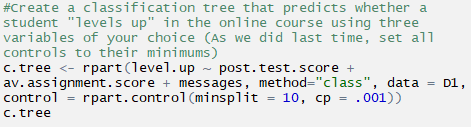 #Create a classification tree that predicts whether a
student "levels up" in the online course using three
variables of your choice (As we did last time, set all
controls to their minimums)
c.tree <- rpart(level.up ~ post.test.score +
av.assignment.score + messages, method="class", data = D1,
control = rpart.control(minsplit = 10, cp = .001))
c.tree